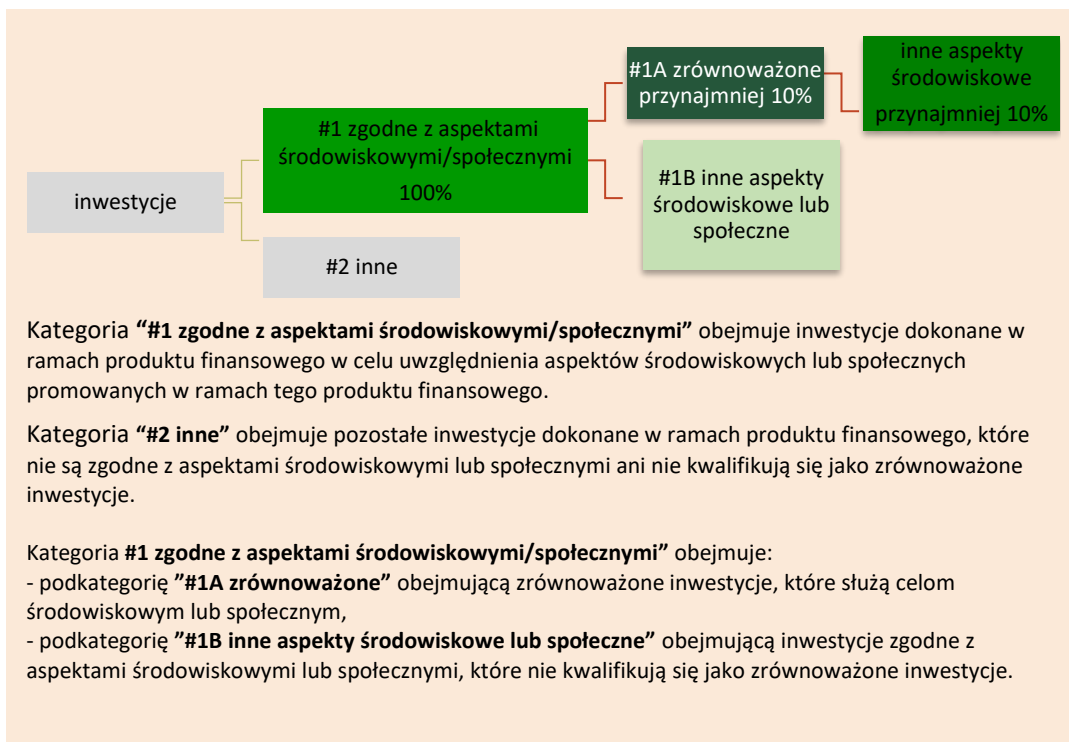 inwestycje
#1 zgodne z aspektami
środowiskowymi/społecznymi
100%
#2 inne
#1A zrównoważone
przynajmniej 10%
#1B inne aspekty
środowiskowe lub
społeczne
inne aspekty
środowiskowe
przynajmniej 10%
Kategoria “#1 zgodne z aspektami środowiskowymi/społecznymi” obejmuje inwestycje dokonane w
ramach produktu finansowego w celu uwzględnienia aspektów środowiskowych lub społecznych
promowanych w ramach tego produktu finansowego.
Kategoria “#2 inne” obejmuje pozostałe inwestycje dokonane w ramach produktu finansowego, które
nie są zgodne z aspektami środowiskowymi lub społecznymi ani nie kwalifikują się jako zrównoważone
inwestycje.
Kategoria #1 zgodne z aspektami środowiskowymi/społecznymi” obejmuje:
- podkategorię ”#1A zrównoważone” obejmującą zrównoważone inwestycje, które służą celom
środowiskowym lub społecznym,
- podkategorię ”#1B inne aspekty środowiskowe lub społeczne” obejmującą inwestycje zgodne z
aspektami środowiskowymi lub społecznymi, które nie kwalifikują się jako zrównoważone inwestycje.